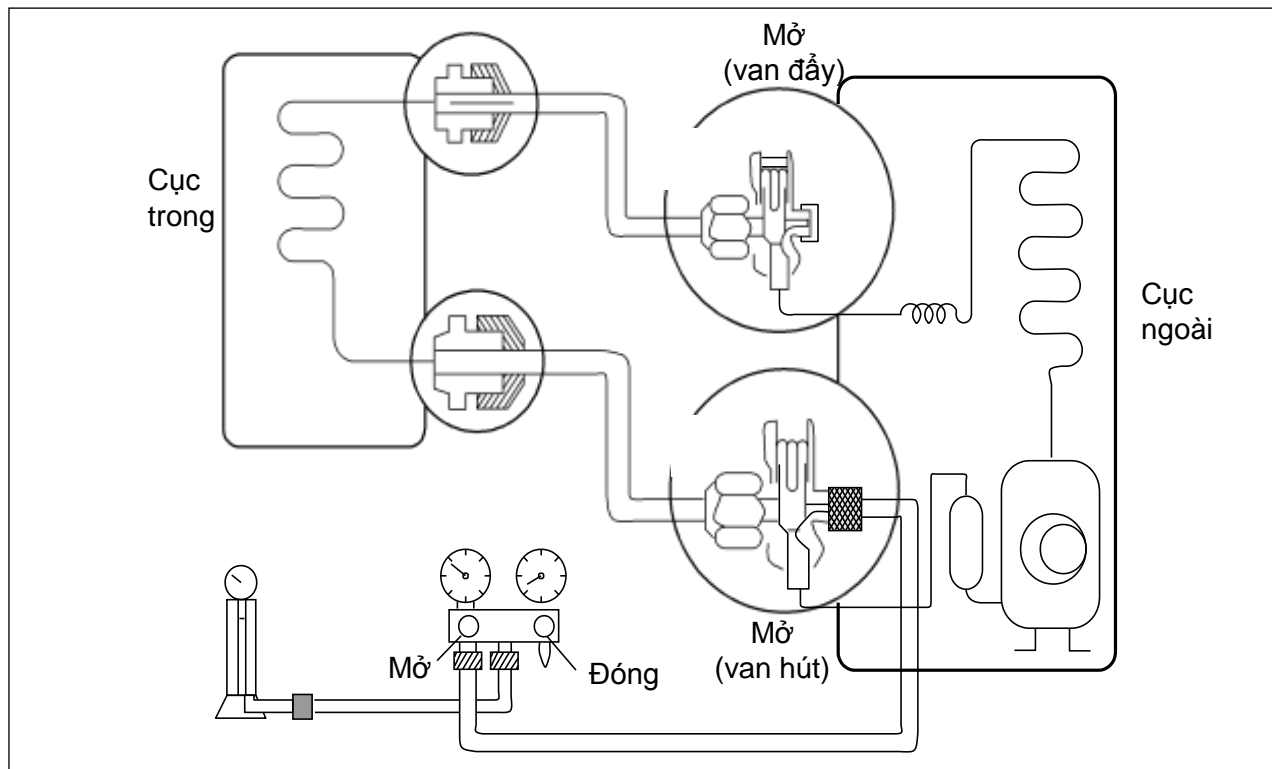 Mở
(van đẩy)
Cục
trong
Cục
ngoài
Mở
(van hút)
Mở
Đóng